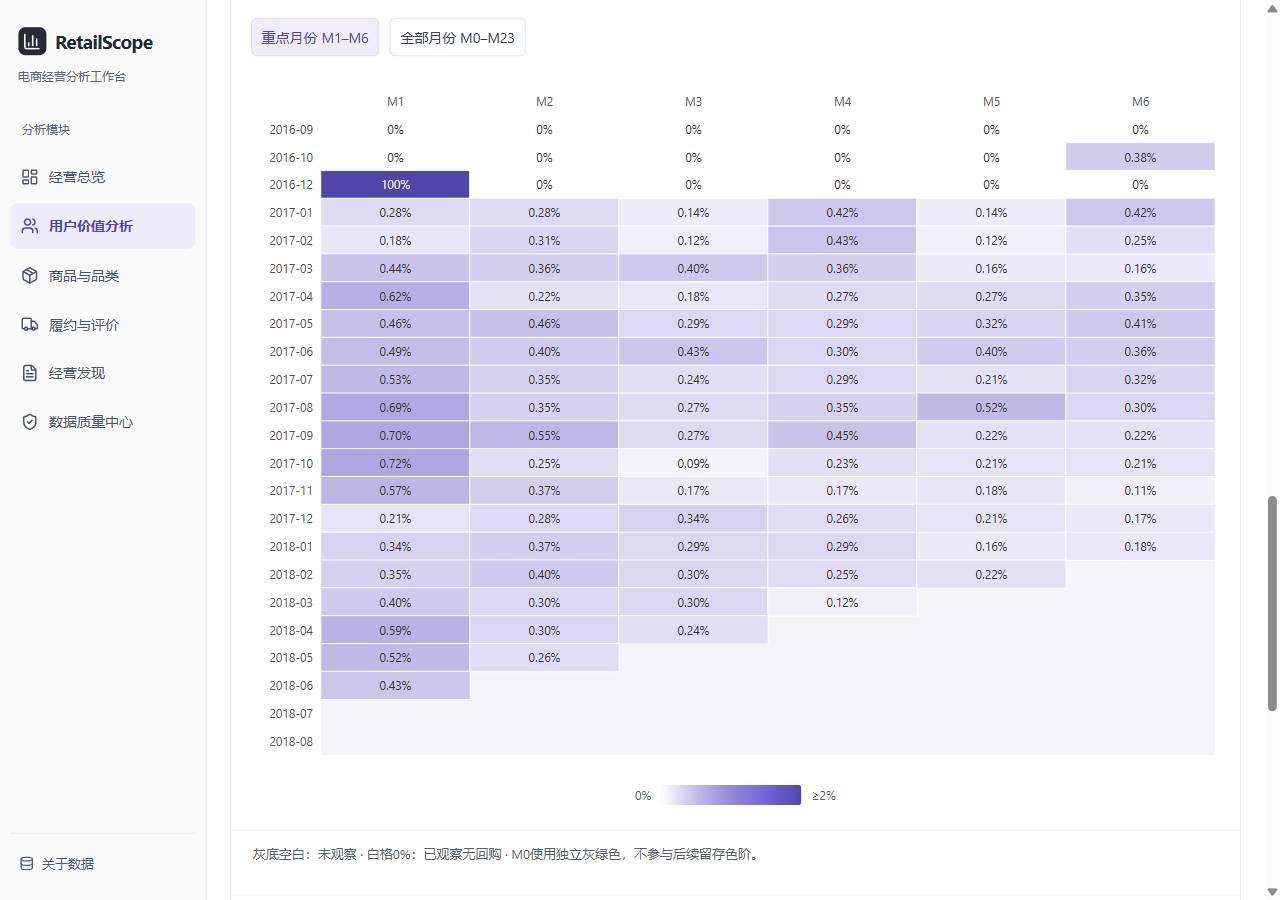 RetailScope
电商经营分析工作台
分析模块
经营总览
用户价值分析
商品与品类
履约与评价
经营发现
数据质量中心
关于数据
重点月份 M1–M6 全部月份 M0–M23
M1 M2 M3 M4 M5 M6
2016-09 0% 0% 0% 0% 0% 0%
2016-10 0% 0% 0% 0% 0% 0.38%
2016-12 100% 0% 0% 0% 0% 0%
2017-01 0.28% 0.28% 0.14% 0.42% 0.14% 0.42%
2017-02 0.18% 0.31% 0.12% 0.43% 0.12% 0.25%
2017-03 0.44% 0.36% 0.40% 0.36% 0.16% 0.16%
2017-04 0.62% 0.22% 0.18% 0.27% 0.27% 0.35%
2017-05 0.46% 0.46% 0.29% 0.29% 0.32% 0.41%
2017-06 0.49% 0.40% 0.43% 0.30% 0.40% 0.36%
2017-07 0.53% 0.35% 0.24% 0.29% 0.21% 0.32%
2017-08 0.69% 0.35% 0.27% 0.35% 0.52% 0.30%
2017-09 0.70% 0.55% 0.27% 0.45% 0.22% 0.22%
2017-10 0.72% 0.25% 0.09% 0.23% 0.21% 0.21%
2017-11 0.57% 0.37% 0.17% 0.17% 0.18% 0.11%
2017-12 0.21% 0.28% 0.34% 0.26% 0.21% 0.17%
2018-01 0.34% 0.37% 0.29% 0.29% 0.16% 0.18%
2018-02 0.35% 0.40% 0.30% 0.25% 0.22%
2018-03 0.40% 0.30% 0.30% 0.12%
2018-04 0.59% 0.30% 0.24%
2018-05 0.52% 0.26%
2018-06 0.43%
2018-07
2018-08
0% ≥2%
灰底空白：未观察 · 白格0%：已观察无回购 · M0使用独立灰绿色，不参与后续留存色阶。